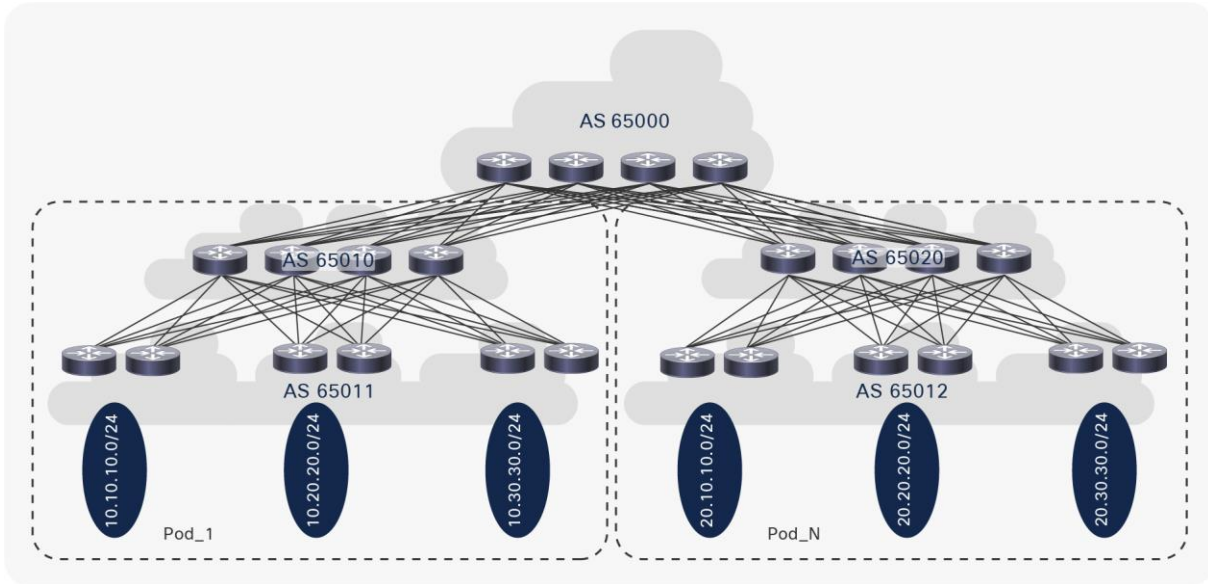 AS 65000
AS 65010
AS 65020
AS 65011
AS 65012
10.10.10.0/24
10.20.20.0/24
10.30.30.0/24
20.10.10.0/24
20.20.20.0/24
20.30.30.0/24
Pod_1
Pod_N